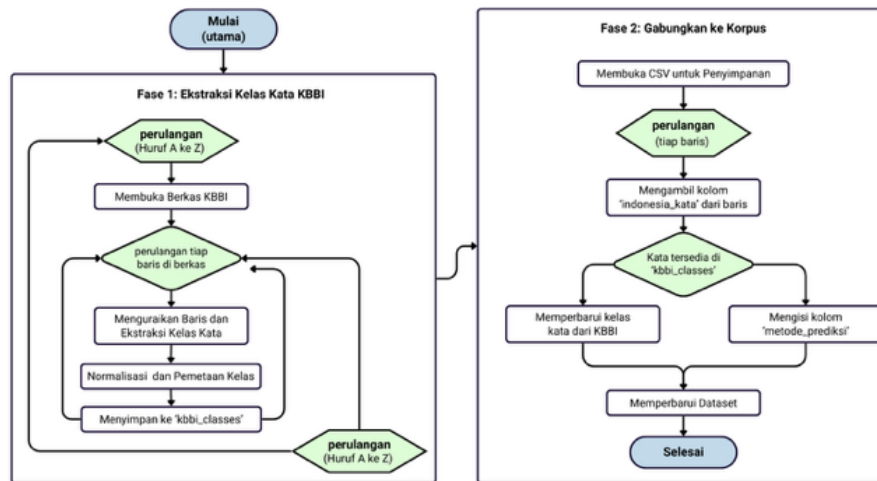 Mulai
(utama)
Fase 1: Ekstraksi Kelas Kata KBBI
perulangan
(Huruf A ke Z)
Membuka Berkas KBBI
perulangan tiap
baris di berkas
Menguraikan Baris dan
Ekstraksi Kelas Kata
Normalisasi dan Pemetaan Kelas
Menyimpan ke 'kbbi_classes'
perulangan
(Huruf A ke Z)
Fase 2: Gabungkan ke Korpus
Membuka CSV untuk Penyimpanan
perulangan
(tiap baris)
Mengambil kolom
'indonesia_kata' dari baris
Kata tersedia di
'kbbi_classes'
Memperbarui kelas
kata dari KBBI
Mengisi kolom
'metode_prediksi'
Memperbarui Dataset
Selesai